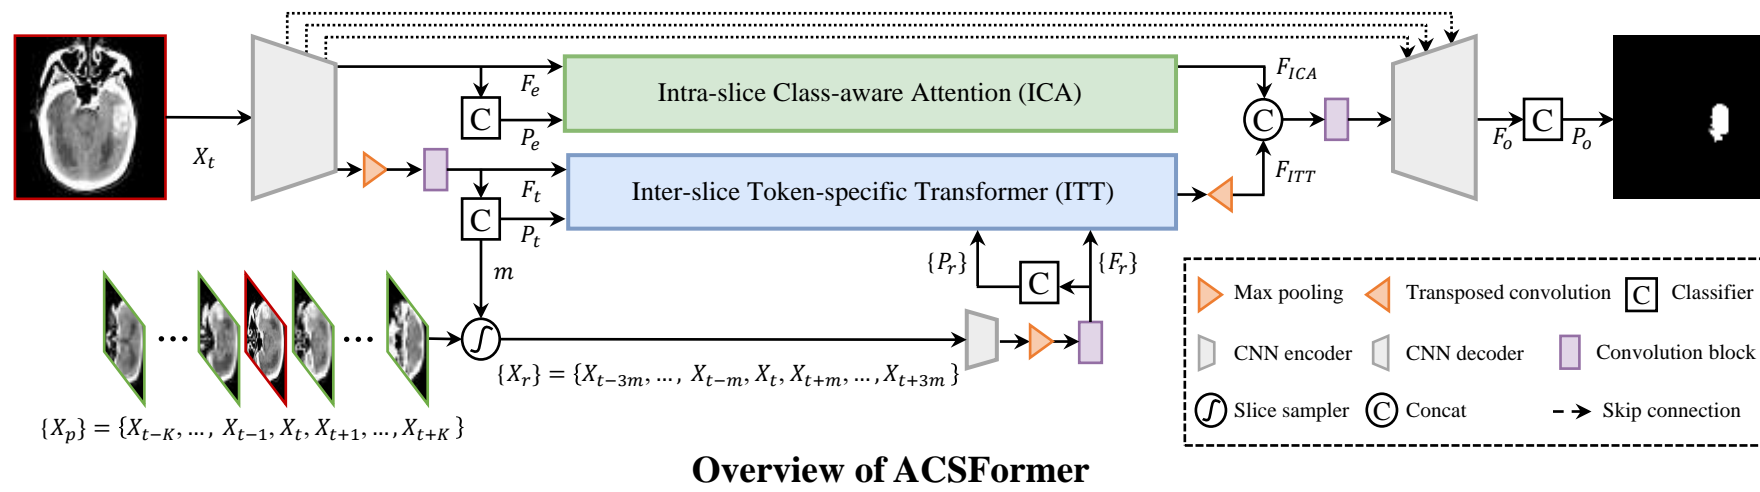 X_t
F_e
C
P_e
Intra-slice Class-aware Attention (ICA)
F_ICA
C
F_t
C
P_t
Inter-slice Token-specific Transformer (ITT)
F_ITT
F_o
C
P_o
m
{P_r}
C
{F_r}
{X_r} = {X_{t-3m}, ..., X_{t-m}, X_t, X_{t+m}, ..., X_{t+3m}}
{X_p} = {X_{t-K}, ..., X_{t-1}, X_t, X_{t+1}, ..., X_{t+K}}
Max pooling
Transposed convolution
C Classifier
CNN encoder
CNN decoder
Convolution block
Slice sampler
C Concat
Skip connection
Overview of ACSFormer